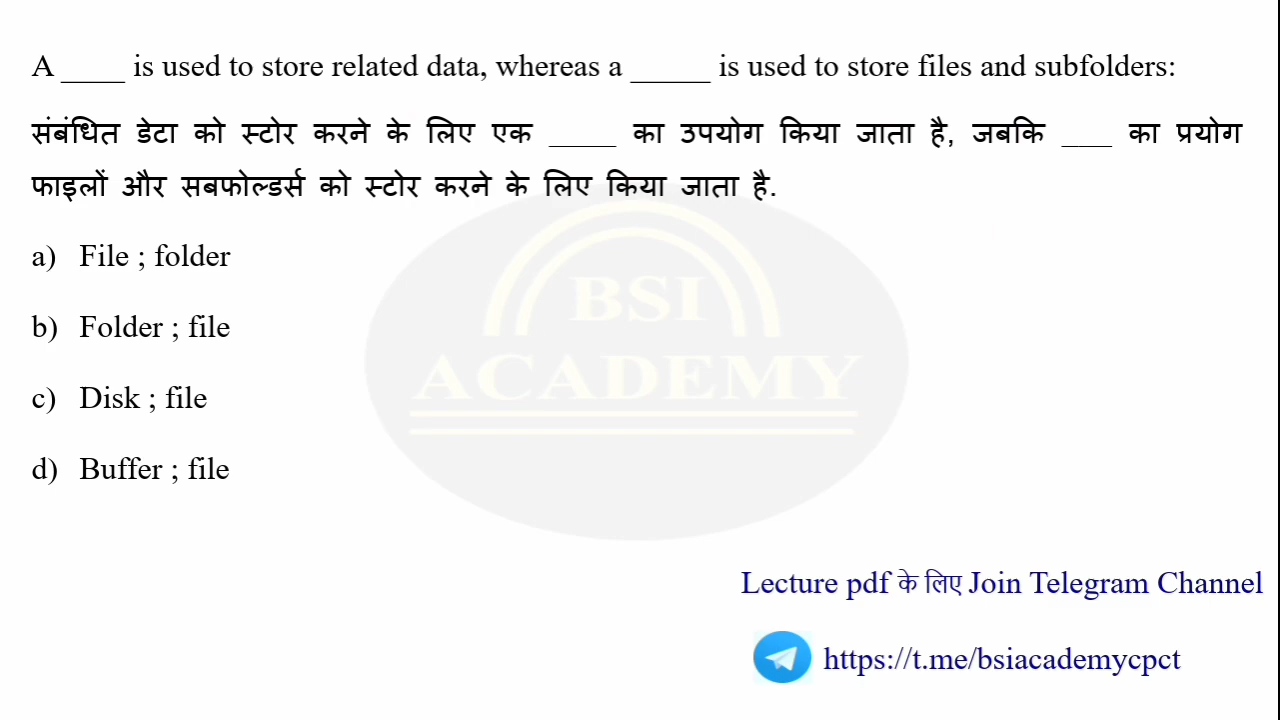 A ____ is used to store related data, whereas a _____ is used to store files and subfolders:
संबंधित डेटा को स्टोर करने के लिए एक ____ का उपयोग किया जाता है, जबकि ___ का प्रयोग
फाइलों और सबफोल्डर्स को स्टोर करने के लिए किया जाता है.
a) File ; folder
BSI
b) Folder ; file
ACADEMY
c) Disk ; file
d) Buffer ; file
Lecture pdf के लिए Join Telegram Channel
https://t.me/bsiacademycpct